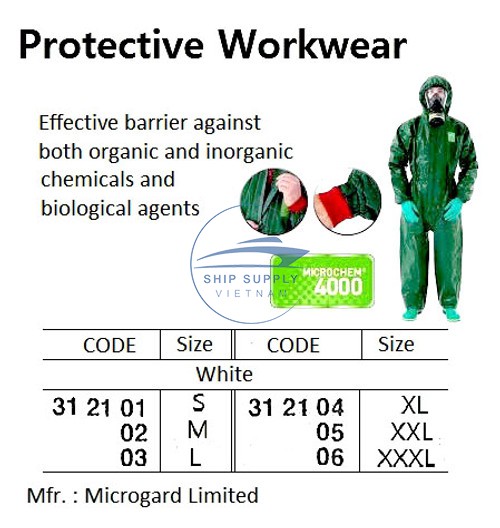 Protective Workwear
Effective barrier against
both organic and inorganic
chemicals and
biological agents
SHIP SUPPLY
VIETNAM
MICROCHEM®
4000
CODE Size CODE Size
White
31 21 01 S 31 21 04 XL
02 M 05 XXL
03 L 06 XXXL
Mfr. : Microgard Limited